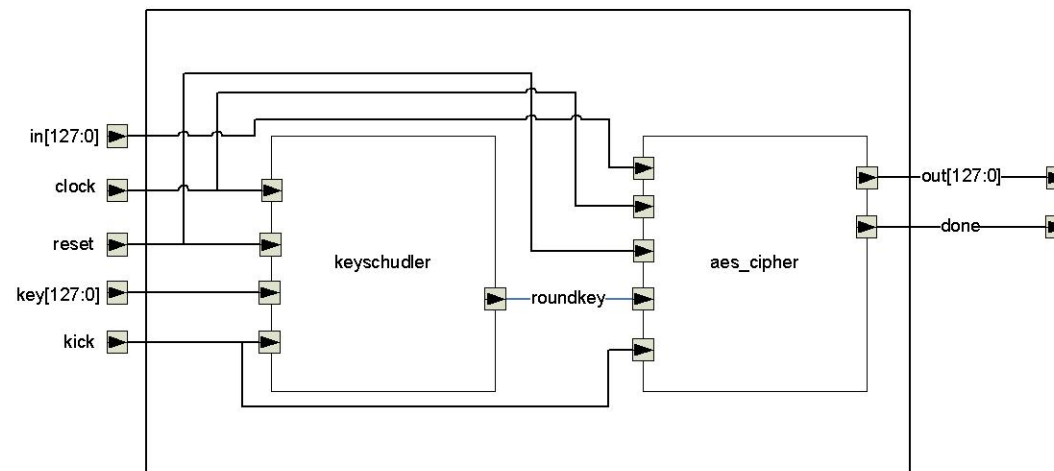 in[127:0]
clock
reset
key[127:0]
kick
keyschudler
roundkey
aes_cipher
out[127:0]
done